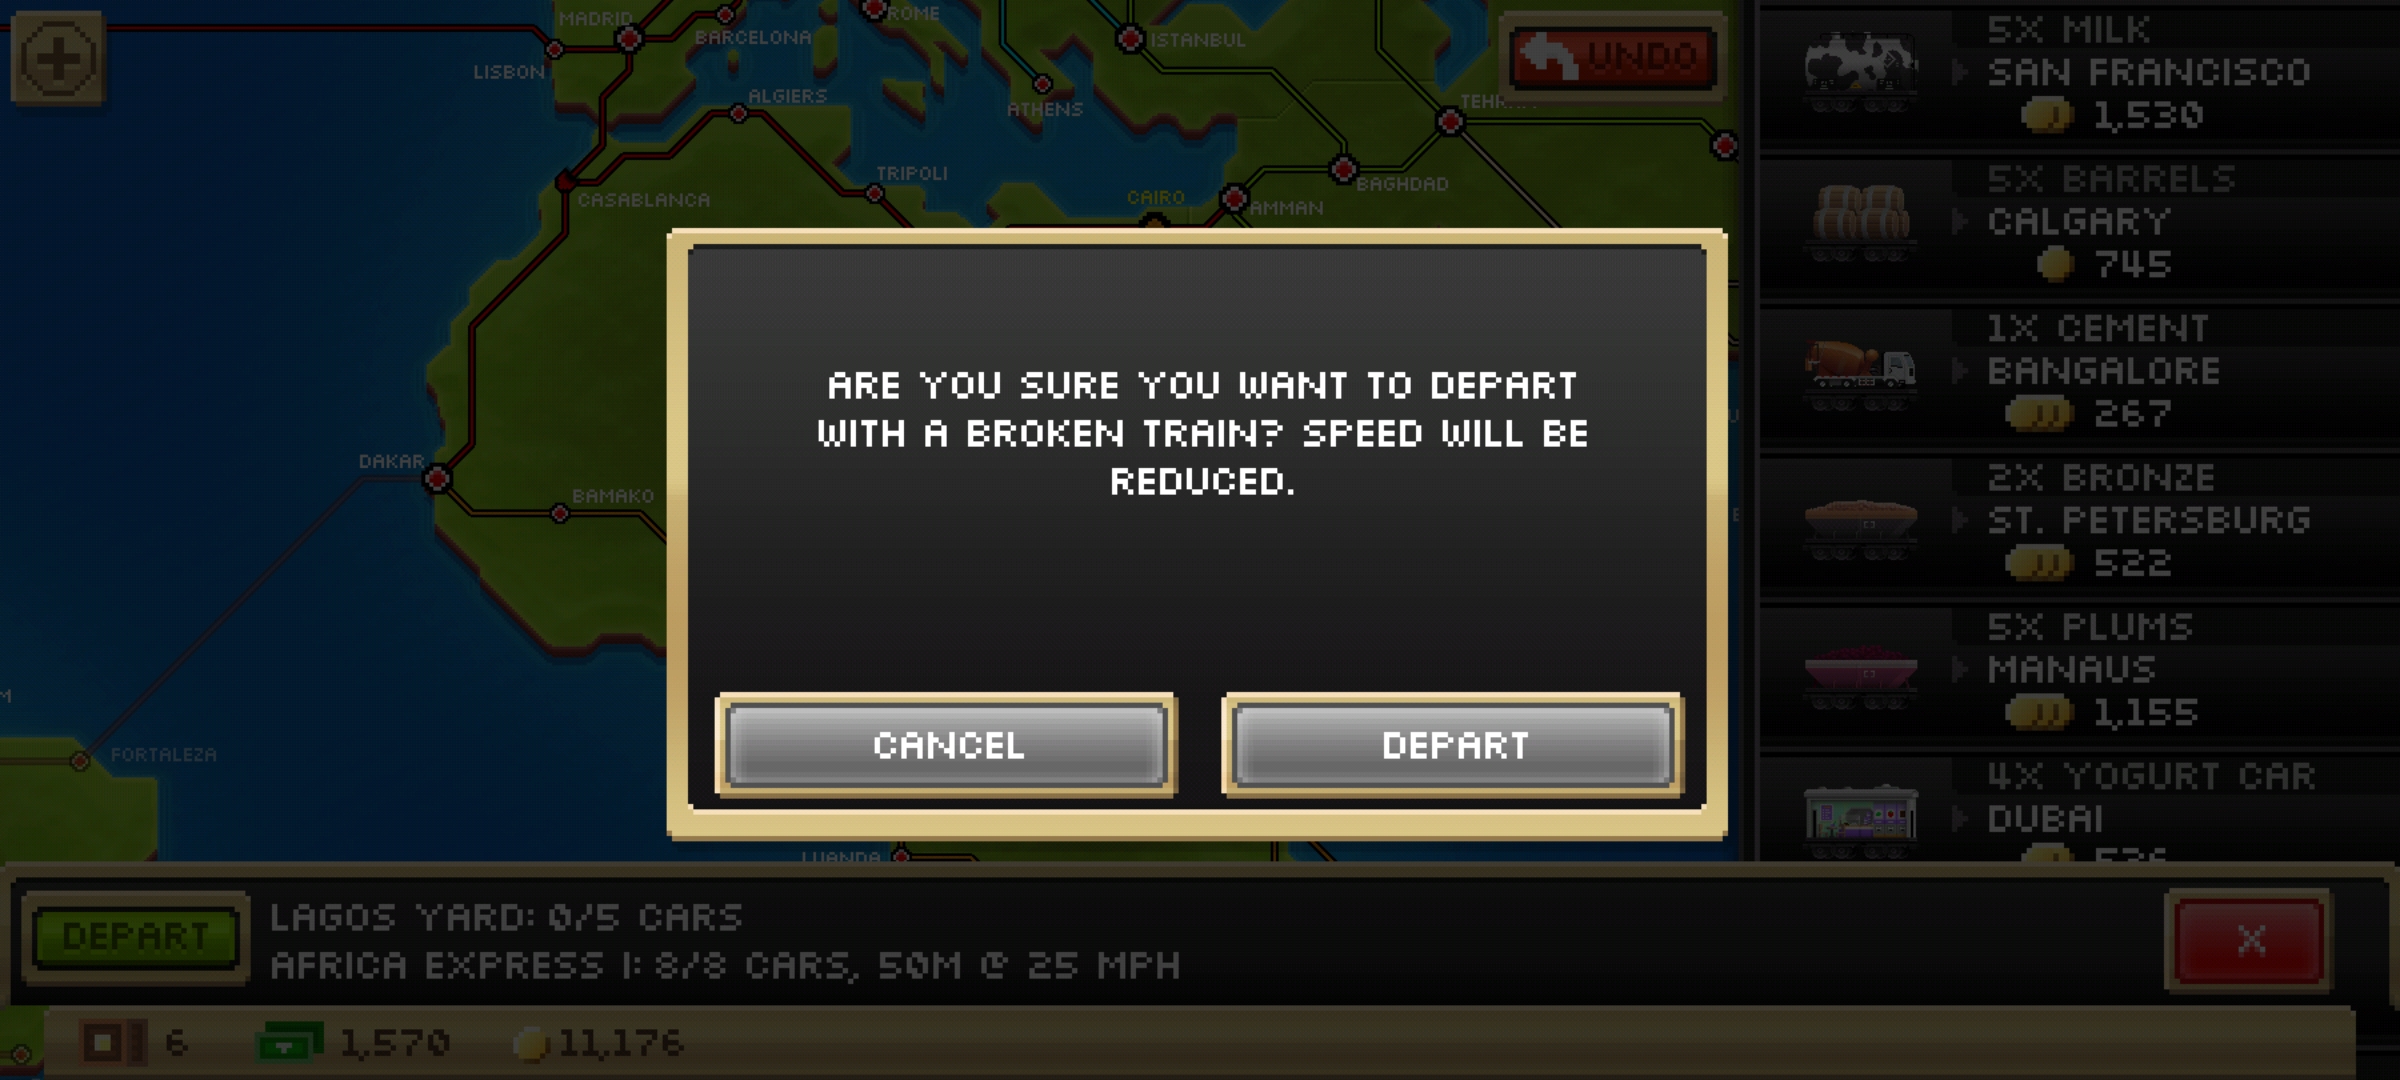 MADRID
ROME
BARCELONA
LISBON
ISTANBUL
UNDO
ALGIERS
ATHENS
TRIPOLI
CASABLANCA
CAIRO
AMMAN
BAGHDAD
DAKAR
BAMAKO
FORTALEZA
LUANDA
5X MILK
SAN FRANCISCO
1,530
5X BARRELS
CALGARY
745
1X CEMENT
BANGALORE
267
2X BRONZE
ST. PETERSBURG
522
5X PLUMS
MANAUS
1,155
4X YOGURT CAR
DUBAI
ARE YOU SURE YOU WANT TO DEPART
WITH A BROKEN TRAIN? SPEED WILL BE
REDUCED.
CANCEL
DEPART
DEPART
LAGOS YARD: 0/5 CARS
AFRICA EXPRESS I: 8/8 CARS, 50M @ 25 MPH
X
6
1,570
11,176